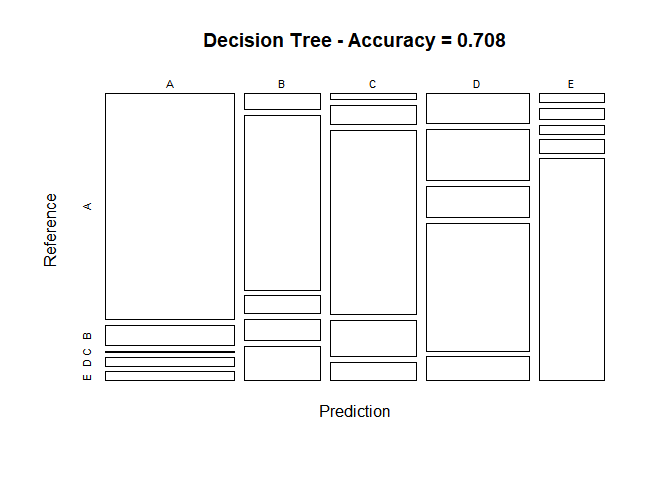 Decision Tree - Accuracy = 0.708
A B C D E
Reference
A
B
C
D
E
Prediction